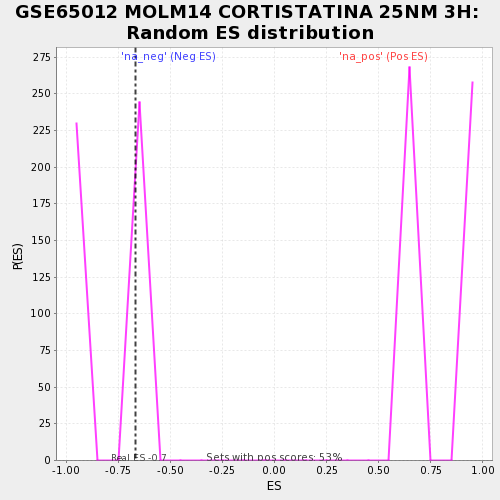 GSE65012 MOLM14 CORTISTATINA 25NM 3H:
Random ES distribution
'na_neg' (Neg ES)
'na_pos' (Pos ES)
275
250
225
200
175
150
125
100
75
50
25
0
P(ES)
Real ES -0.7
Sets with pos scores: 53%
-1.00 -0.75 -0.50 -0.25 0.00 0.25 0.50 0.75 1.00
ES